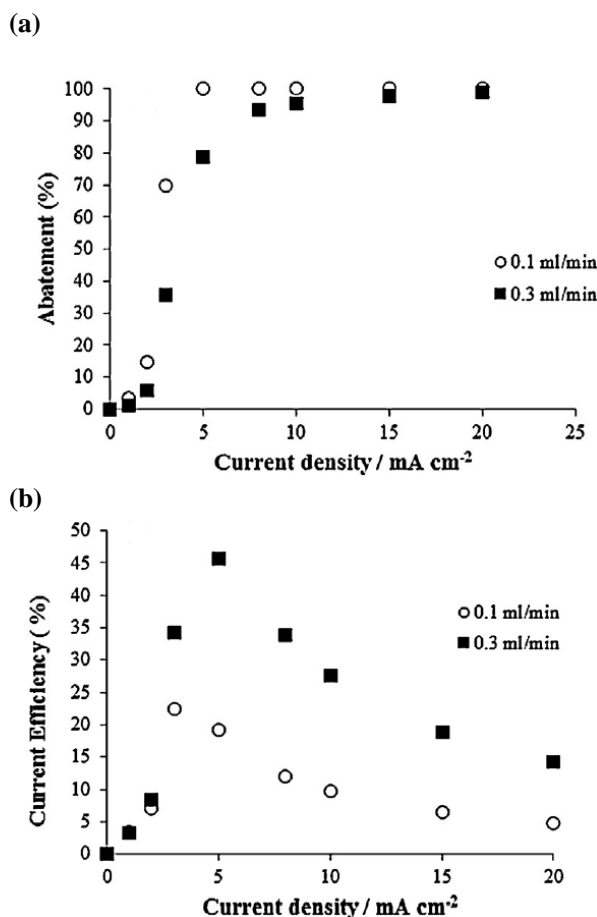 (a)
100
90
80
70
60
50
40
30
20
10
0
Abatement (%)
0.1 ml/min
0.3 ml/min
0 5 10 15 20 25
Current density / mA cm-2
(b)
50
45
40
35
30
25
20
15
10
5
0
Current Efficiency ( %)
0.1 ml/min
0.3 ml/min
0 5 10 15 20
Current density / mA cm-2